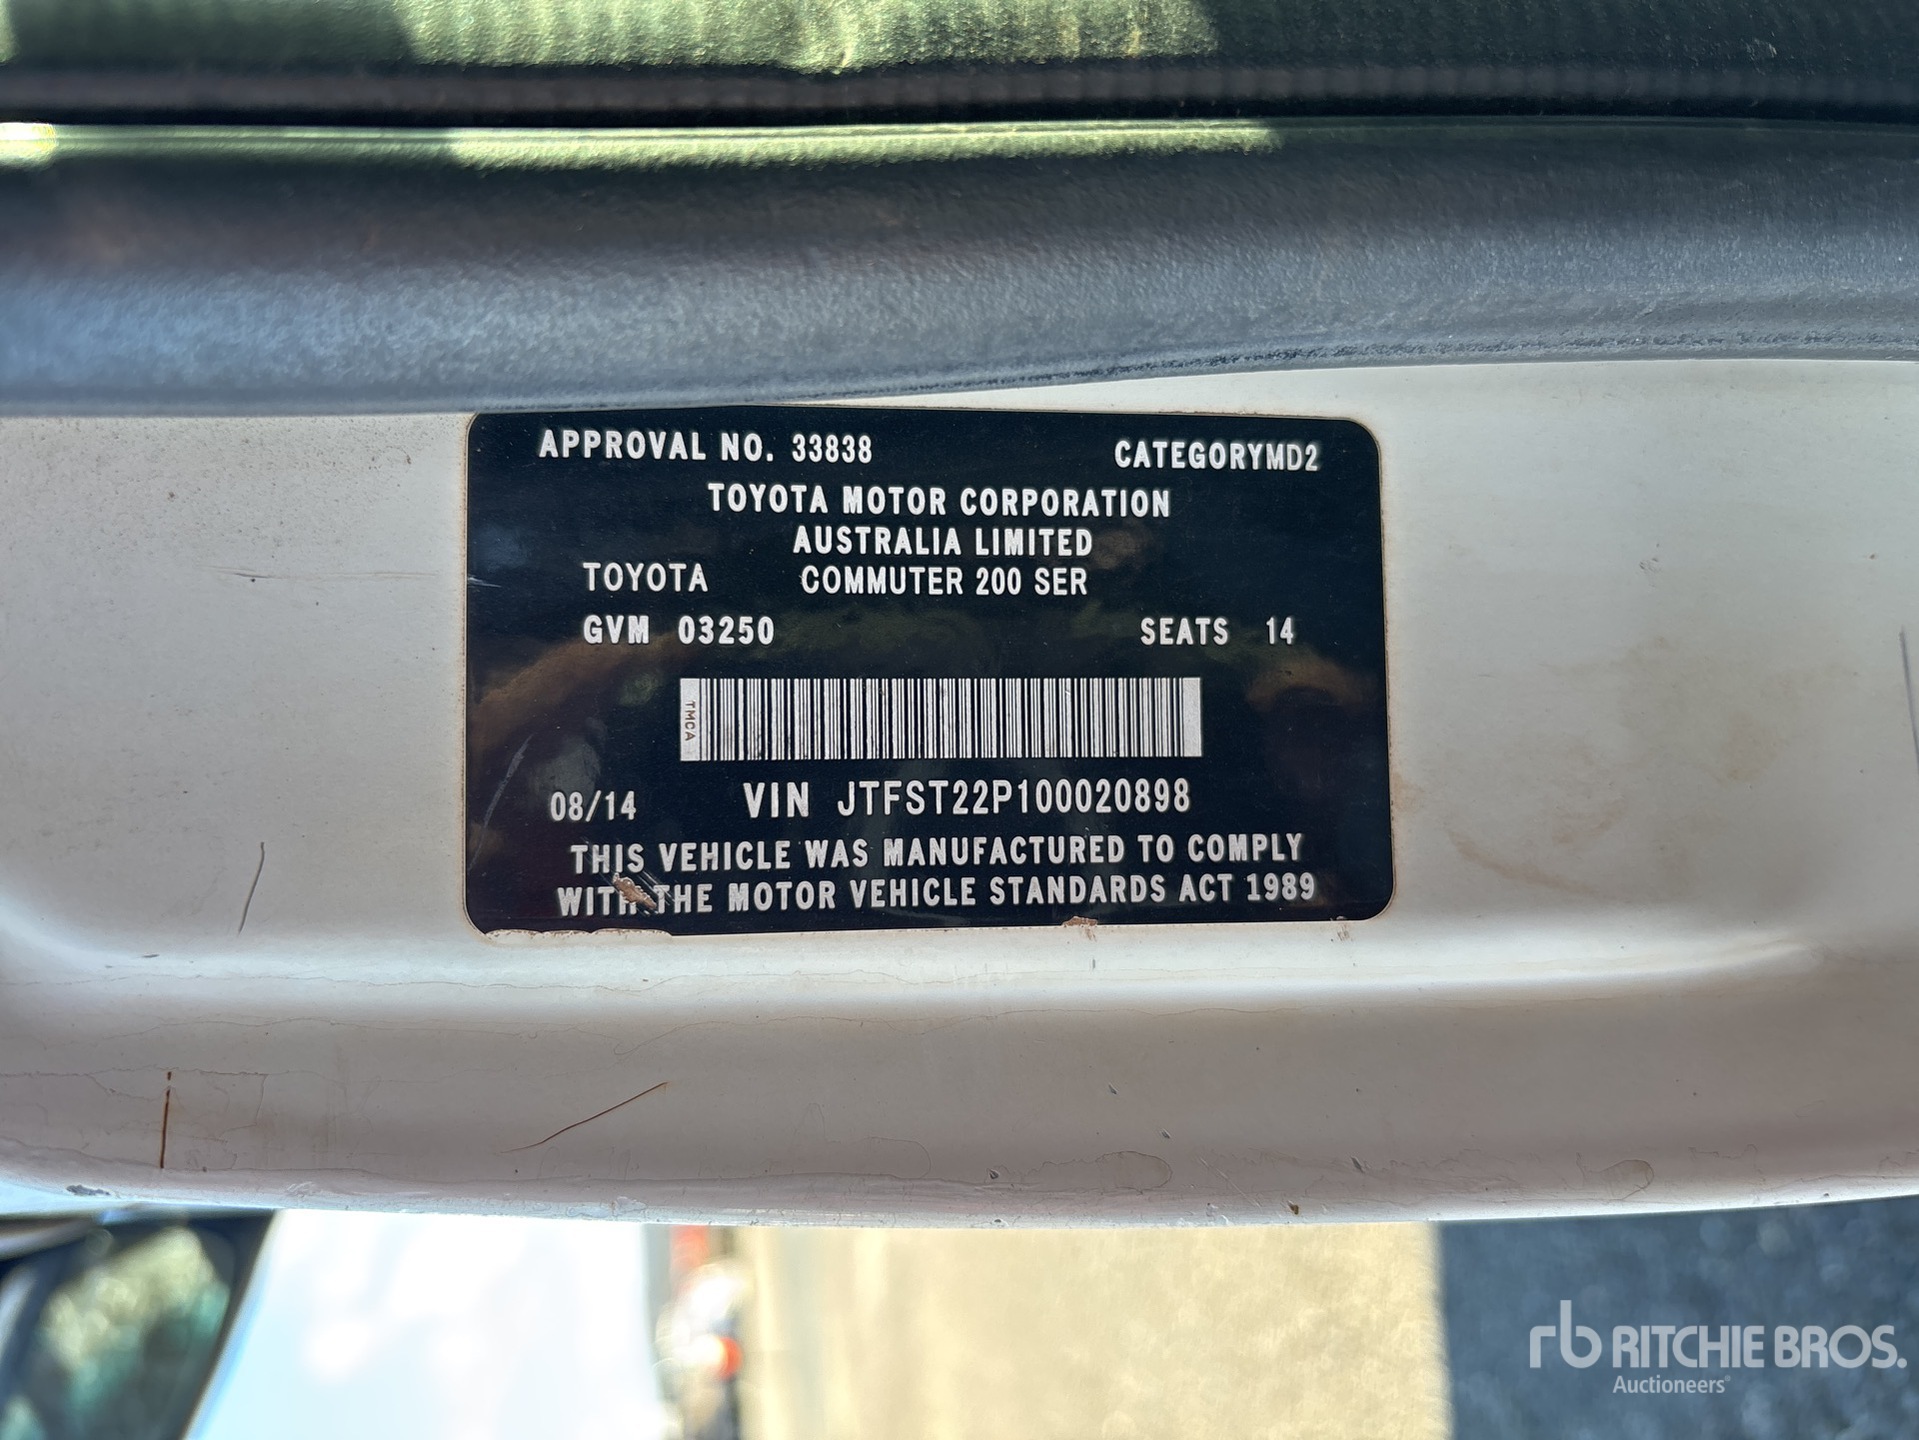 APPROVAL NO. 33838 CATEGORYMD2
TOYOTA MOTOR CORPORATION
AUSTRALIA LIMITED
TOYOTA COMMUTER 200 SER
GVM 03250 SEATS 14
TMCA
08/14 VIN JTFST22P100020898
THIS VEHICLE WAS MANUFACTURED TO COMPLY
WITH THE MOTOR VEHICLE STANDARDS ACT 1989
rb RITCHIE BROS.
Auctioneers